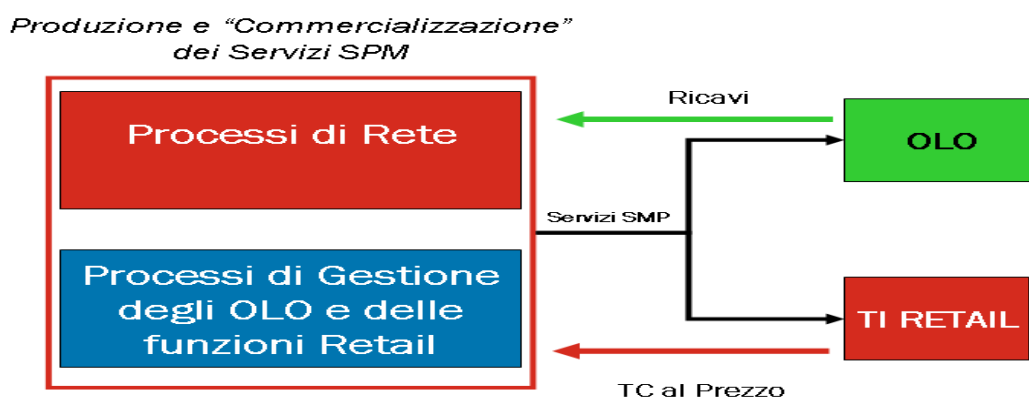 Produzione e “Commercializzazione”
dei Servizi SPM
Processi di Rete
Processi di Gestione
degli OLO e delle
funzioni Retail
Ricavi
Servizi SMP
OLO
TI RETAIL
TC al Prezzo